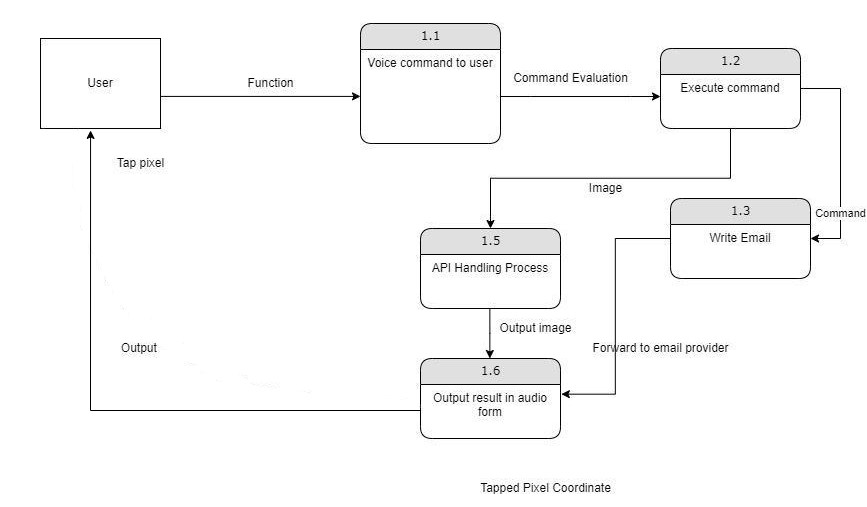 1.1
Voice command to user
User
Function
Command Evaluation
1.2
Execute command
Tap pixel
Image
1.3
Write Email
Command
1.5
API Handling Process
Output image
Output
Forward to email provider
1.6
Output result in audio
form
Tapped Pixel Coordinate